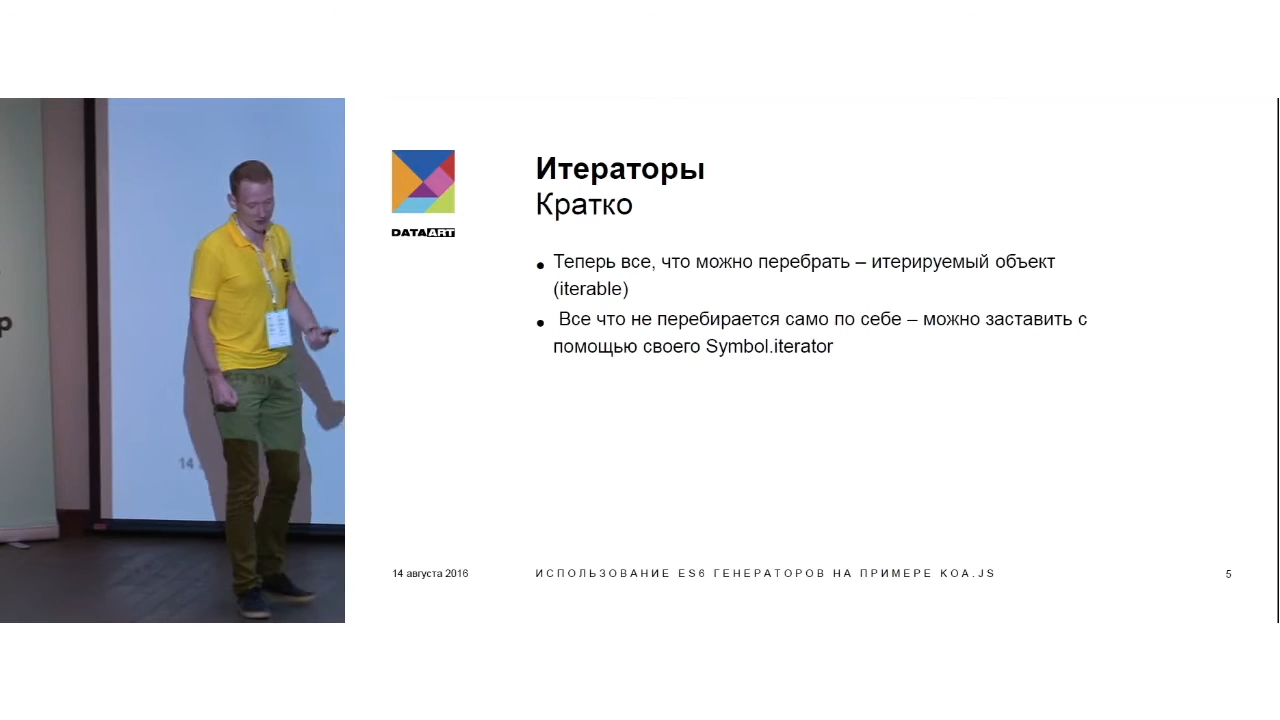 DATAART
Итераторы
Кратко
Теперь все, что можно перебрать – итерируемый объект
(iterable)
Все что не перебирается само по себе – можно заставить с
помощью своего Symbol.iterator
14 августа 2016
ИСПОЛЬЗОВАНИЕ ES6 ГЕНЕРАТОРОВ НА ПРИМЕРЕ KOA.JS
5
р
14